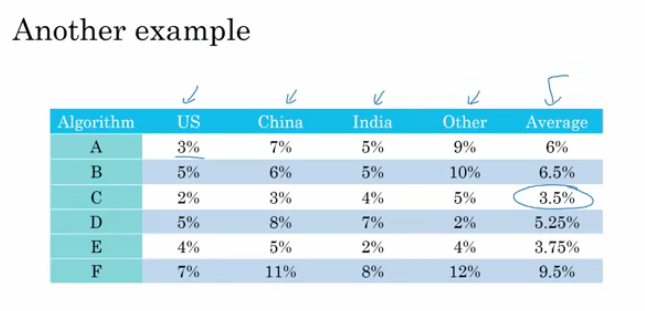 Another example
Algorithm US China India Other Average
A 3% 7% 5% 9% 6%
B 5% 6% 5% 10% 6.5%
C 2% 3% 4% 5% 3.5%
D 5% 8% 7% 2% 5.25%
E 4% 5% 2% 4% 3.75%
F 7% 11% 8% 12% 9.5%